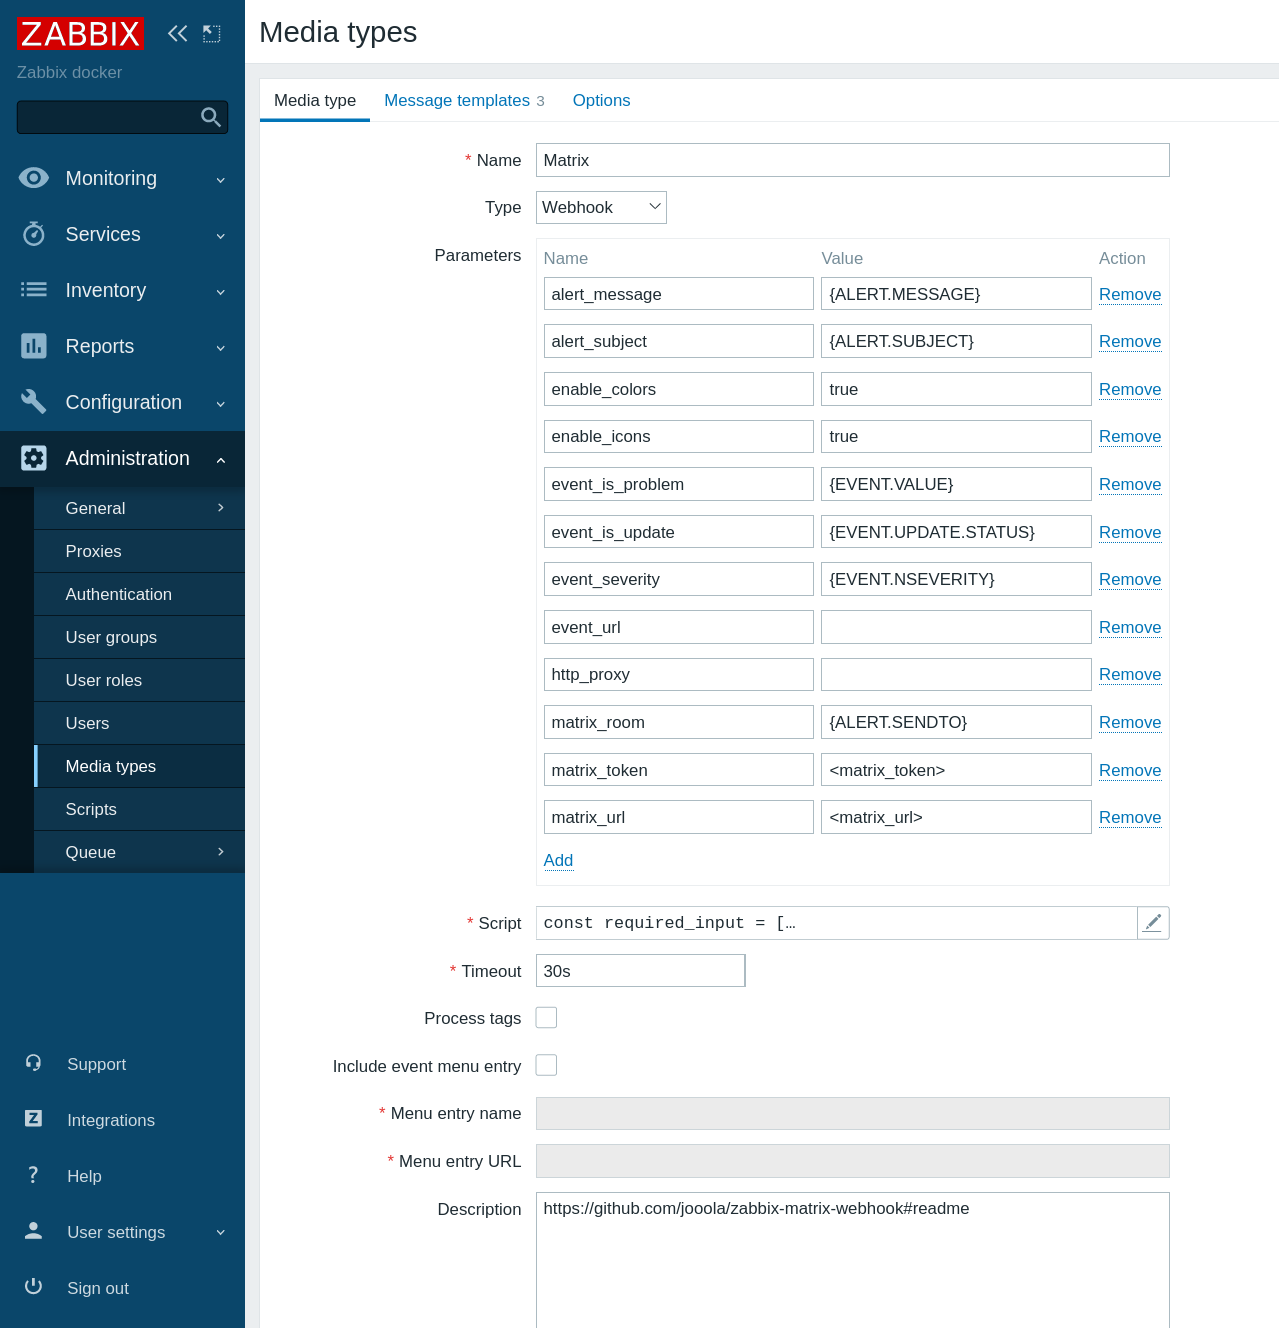 ZABBIX
Zabbix docker
Monitoring
Services
Inventory
Reports
Configuration
Administration
General
Proxies
Authentication
User groups
User roles
Users
Media types
Scripts
Queue
Support
Integrations
Help
User settings
Sign out
Media types
Media type Message templates 3 Options
* Name Matrix
Type Webhook
Parameters Name Value Action
alert_message {ALERT.MESSAGE} Remove
alert_subject {ALERT.SUBJECT} Remove
enable_colors true Remove
enable_icons true Remove
event_is_problem {EVENT.VALUE} Remove
event_is_update {EVENT.UPDATE.STATUS} Remove
event_severity {EVENT.NSEVERITY} Remove
event_url Remove
http_proxy Remove
matrix_room {ALERT.SENDTO} Remove
matrix_token <matrix_token> Remove
matrix_url <matrix_url> Remove
Add
* Script const required_input = […
* Timeout 30s
Process tags
Include event menu entry
* Menu entry name
* Menu entry URL
Description https://github.com/jooola/zabbix-matrix-webhook#readme